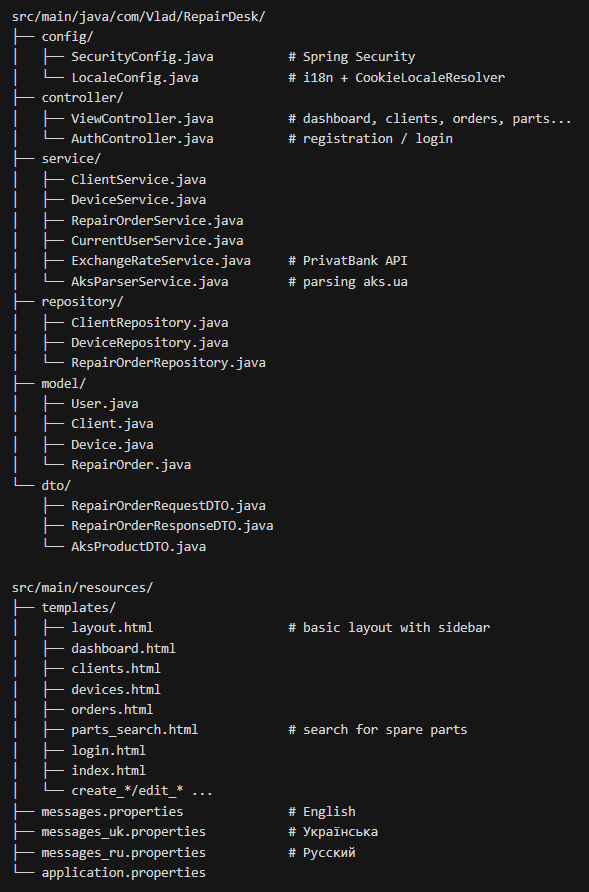 src/main/java/com/Vlad/RepairDesk/
├── config/
│   ├── SecurityConfig.java          # Spring Security
│   └── LocaleConfig.java            # i18n + CookieLocaleResolver
├── controller/
│   ├── ViewController.java          # dashboard, clients, orders, parts...
│   └── AuthController.java          # registration / login
├── service/
│   ├── ClientService.java
│   ├── DeviceService.java
│   ├── RepairOrderService.java
│   ├── CurrentUserService.java
│   ├── ExchangeRateService.java     # PrivatBank API
│   └── AksParserService.java        # parsing aks.ua
├── repository/
│   ├── ClientRepository.java
│   ├── DeviceRepository.java
│   └── RepairOrderRepository.java
├── model/
│   ├── User.java
│   ├── Client.java
│   ├── Device.java
│   └── RepairOrder.java
└── dto/
    ├── RepairOrderRequestDTO.java
    ├── RepairOrderResponseDTO.java
    └── AksProductDTO.java

src/main/resources/
├── templates/
│   ├── layout.html                  # basic layout with sidebar
│   ├── dashboard.html
│   ├── clients.html
│   ├── devices.html
│   ├── orders.html
│   ├── parts_search.html            # search for spare parts
│   ├── login.html
│   ├── index.html
│   └── create_*/edit_* ...
├── messages.properties              # English
├── messages_uk.properties           # Українська
├── messages_ru.properties           # Русский
└── application.properties